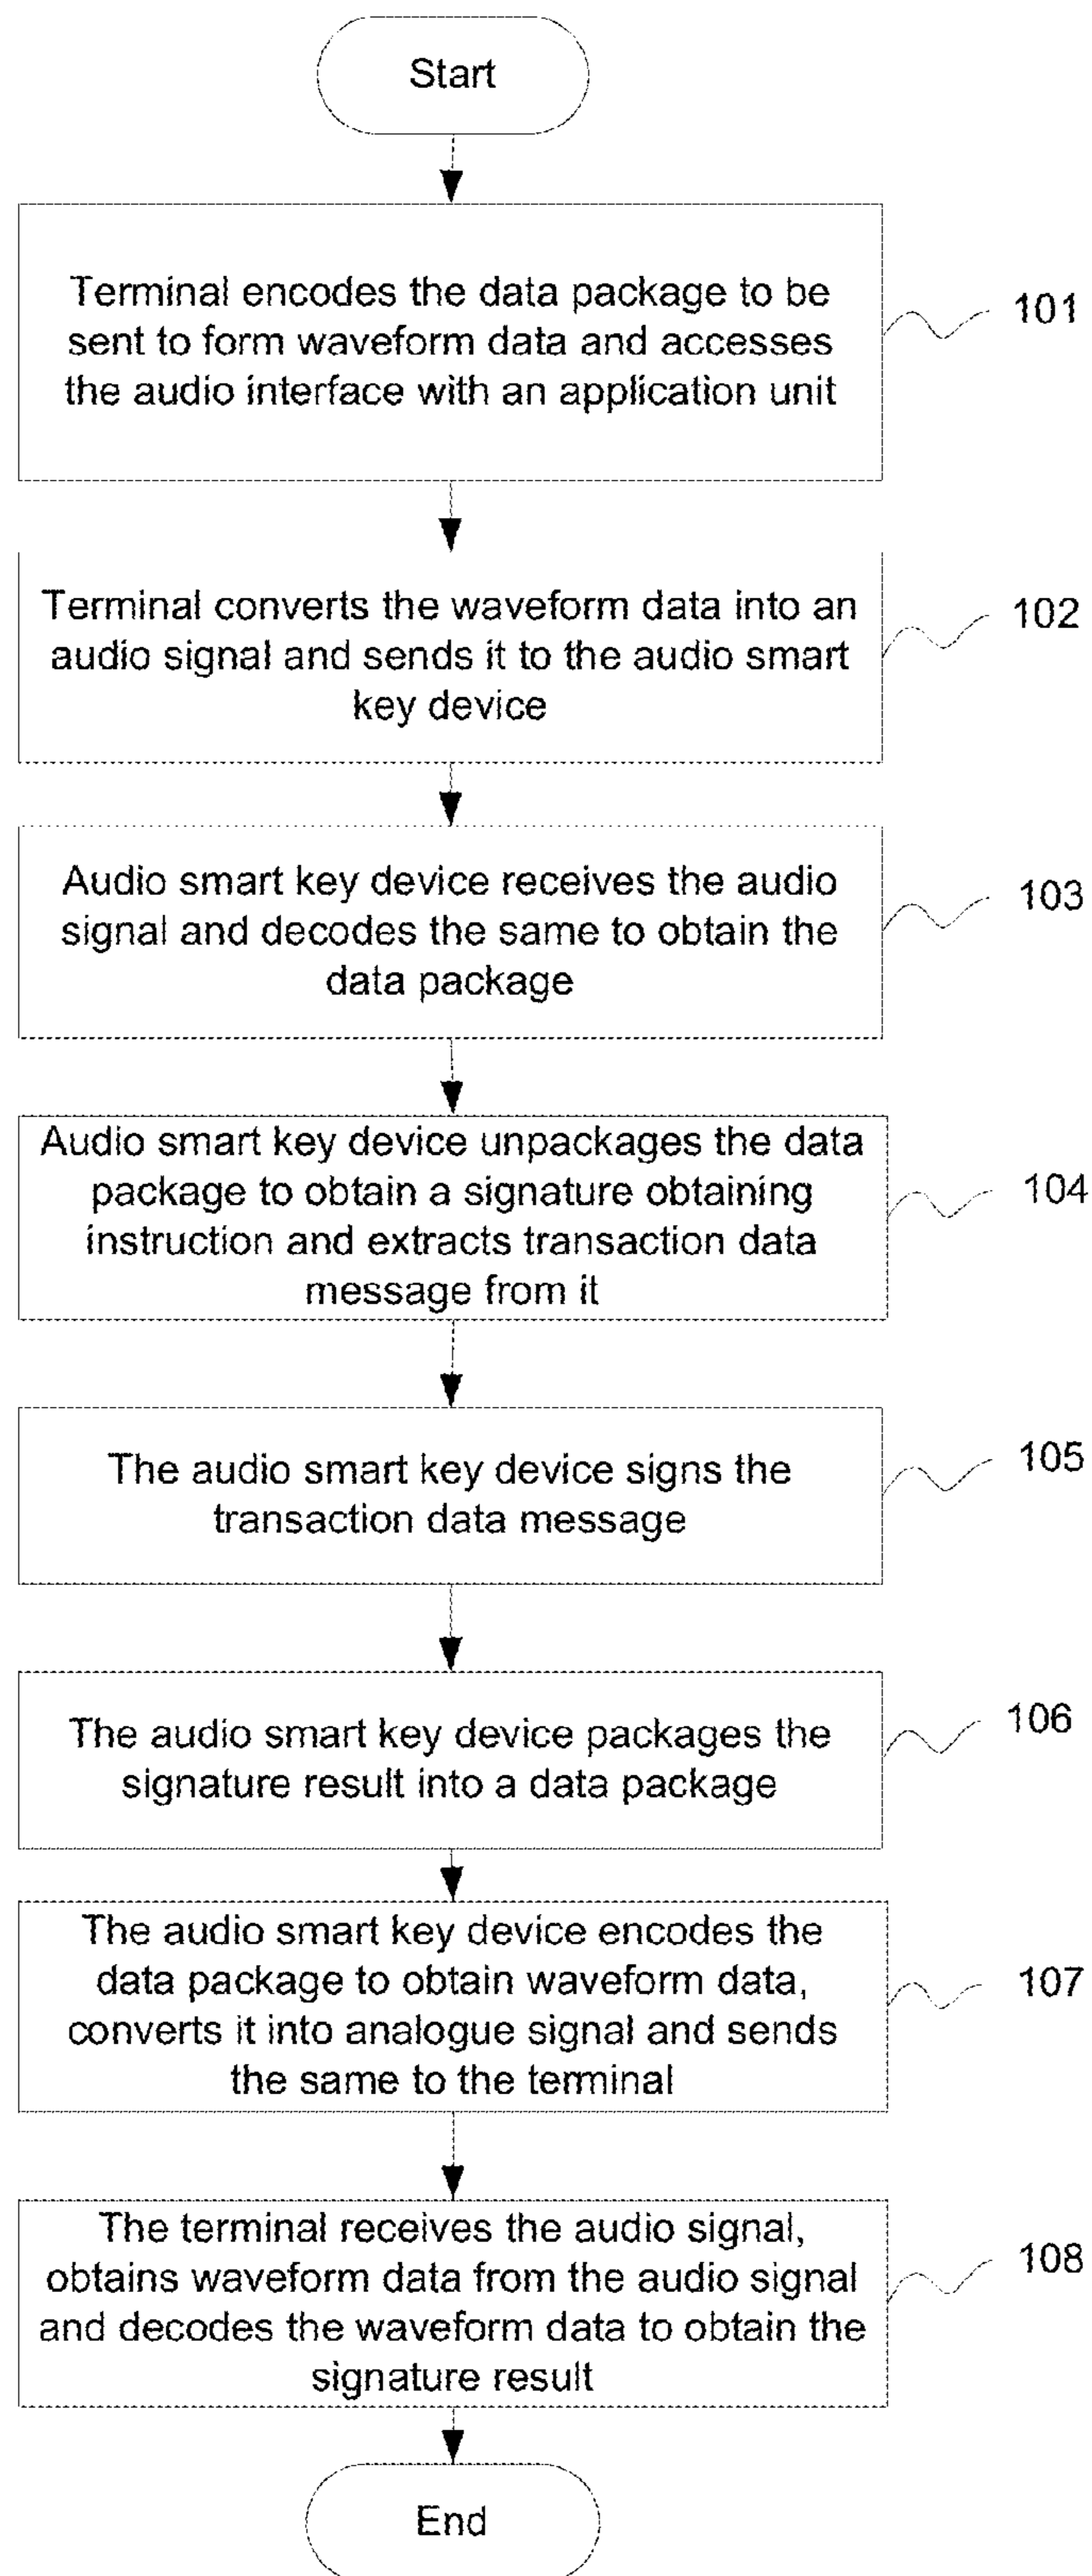 Start
Terminal encodes the data package to be
sent to form waveform data and accesses
the audio interface with an application unit
101
Terminal converts the waveform data into an
audio signal and sends it to the audio smart
key device
102
Audio smart key device receives the audio
signal and decodes the same to obtain the
data package
103
Audio smart key device unpackages the data
package to obtain a signature obtaining
instruction and extracts transaction data
message from it
104
The audio smart key device signs the
transaction data message
105
The audio smart key device packages the
signature result into a data package
106
The audio smart key device encodes the
data package to obtain waveform data,
converts it into analogue signal and sends
the same to the terminal
107
The terminal receives the audio signal,
obtains waveform data from the audio signal
and decodes the waveform data to obtain the
signature result
108
End